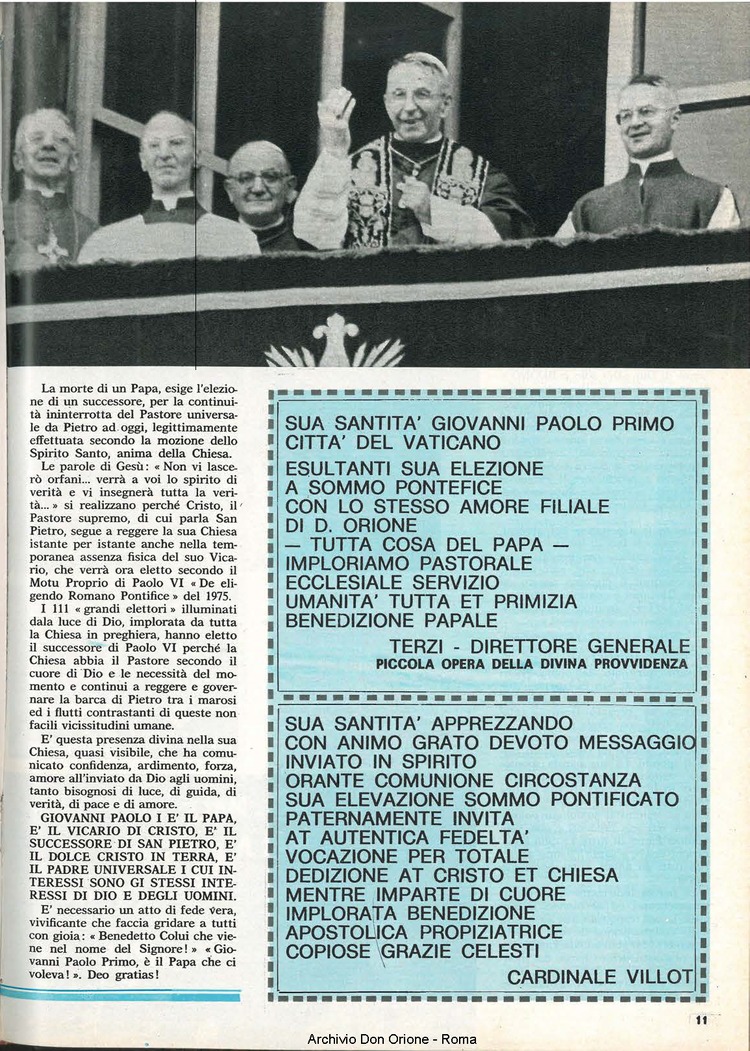 La morte di un Papa, esige l'elezio-
ne di un successore, per la continui-
tà ininterrotta del Pastore universa-
le da Pietro ad oggi, legittimamente
effettuata secondo la mozione dello
Spirito Santo, anima della Chiesa.
Le parole di Gesù: « Non vi lasce-
rò orfani... verrà a voi lo spirito di
verità e vi insegnerà tutta la veri-
tà... » si realizzano perché Cristo, il
Pastore supremo, di cui parla San
Pietro, segue a reggere la sua Chiesa
istante per istante anche nella tem-
poranea assenza fisica del suo Vica-
rio, che verrà ora eletto secondo il
Motu Proprio di Paolo VI « De eli-
gendo Romano Pontifice » del 1975.
I 111 « grandi elettori » illuminati
dala luce di Dio, implorata da tutta
la Chiesa in preghiera, hanno eletto
il successore di Paolo VI perché la
Chiesa abbia il Pastore secondo il
cuore di Dio e le necessità del mo-
mento e continui a reggere e gover-
nare la barca di Pietro tra i marosi
ed i flutti contrastanti di queste non
facili vicissitudini umane.
E' questa presenza divina nella sua
Chiesa, quasi visibile, che ha comu-
nicato confidenza, ardimento, forza,
amore all'inviato da Dio agli uomini,
tanto bisognosi di luce, di guida, di
verità, di pace e di amore.
GIOVANNI PAOLO I E' IL PAPA,
E' IL VICARIO DI CRISTO, E' IL
SUCCESSORE DI SAN PIETRO, E'
IL DOLCE CRISTO IN TERRA, E'
IL PADRE UNIVERSALE I CUI IN-
TERESSI SONO GI STESSI INTE-
RESSI DI DIO E DEGLI UOMINI.
E' necessario un atto di fede vera,
vivificante che faccia gridare a tutti
con gioia: « Benedetto Colui che vie-
ne nel nome del Signore! » « Gio-
vanni Paolo Primo, è il Papa che ci
voleva! ». Deo gratias!
SUA SANTITA' GIOVANNI PAOLO PRIMO
CITTA' DEL VATICANO
ESULTANTI SUA ELEZIONE
A SOMMO PONTEFICE
CON LO STESSO AMORE FILIALE
DI D. ORIONE
— TUTTA COSA DEL PAPA —
IMPLORIAMO PASTORALE
ECCLESIALE SERVIZIO
UMANITA' TUTTA ET PRIMIZIA
BENEDIZIONE PAPALE
TERZI - DIRETTORE GENERALE
PICCOLA OPERA DELLA DIVINA PROVVIDENZA
SUA SANTITA' APPREZZANDO
CON ANIMO GRATO DEVOTO MESSAGGIO
INVIATO IN SPIRITO
ORANTE COMUNIONE CIRCOSTANZA
SUA ELEVAZIONE SOMMO PONTIFICATO
PATERNAMENTE INVITA
AT AUTENTICA FEDELTA'
VOCAZIONE PER TOTALE
DEDIZIONE AT CRISTO ET CHIESA
MENTRE IMPARTE DI CUORE
IMPLORATA BENEDIZIONE
APOSTOLICA PROPIZIATRICE
COPIOSE GRAZIE CELESTI
CARDINALE VILLOT
11
Archivio Don Orione - Roma